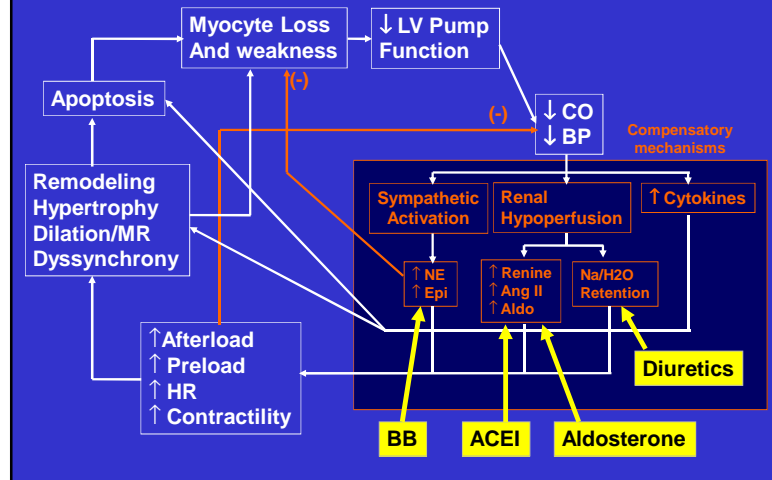 Myocyte Loss
And weakness
↓ LV Pump
Function
(-)
(-)
Apoptosis
↓ CO
↓ BP
Compensatory
mechanisms
Remodeling
Hypertrophy
Dilation/MR
Dyssynchrony
Sympathetic
Activation
Renal
Hypoperfusion
↑ Cytokines
↑ NE
↑ Epi
↑ Renine
↑ Ang II
↑ Aldo
Na/H2O
Retention
↑Afterload
↑ Preload
↑ HR
↑ Contractility
Diuretics
BB
ACEI
Aldosterone